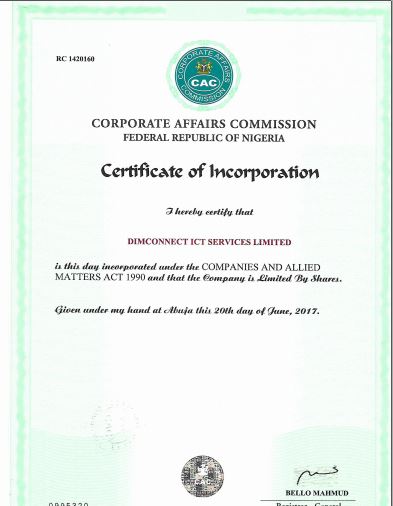 RC 1420160
CORPORATE AFFAIRS
CAC
COMMISSION
CORPORATE AFFAIRS COMMISSION
FEDERAL REPUBLIC OF NIGERIA
Certificate of Incorporation
I hereby certify that
DIMCONNECT ICT SERVICES LIMITED
is this day incorporated under the COMPANIES AND ALLIED
MATTERS ACT 1990 and that the Company is Limited By Shares.
Given under my hand at Abuja this 20th day of June, 2017.
BELLO MAHMUD
Registrar - General